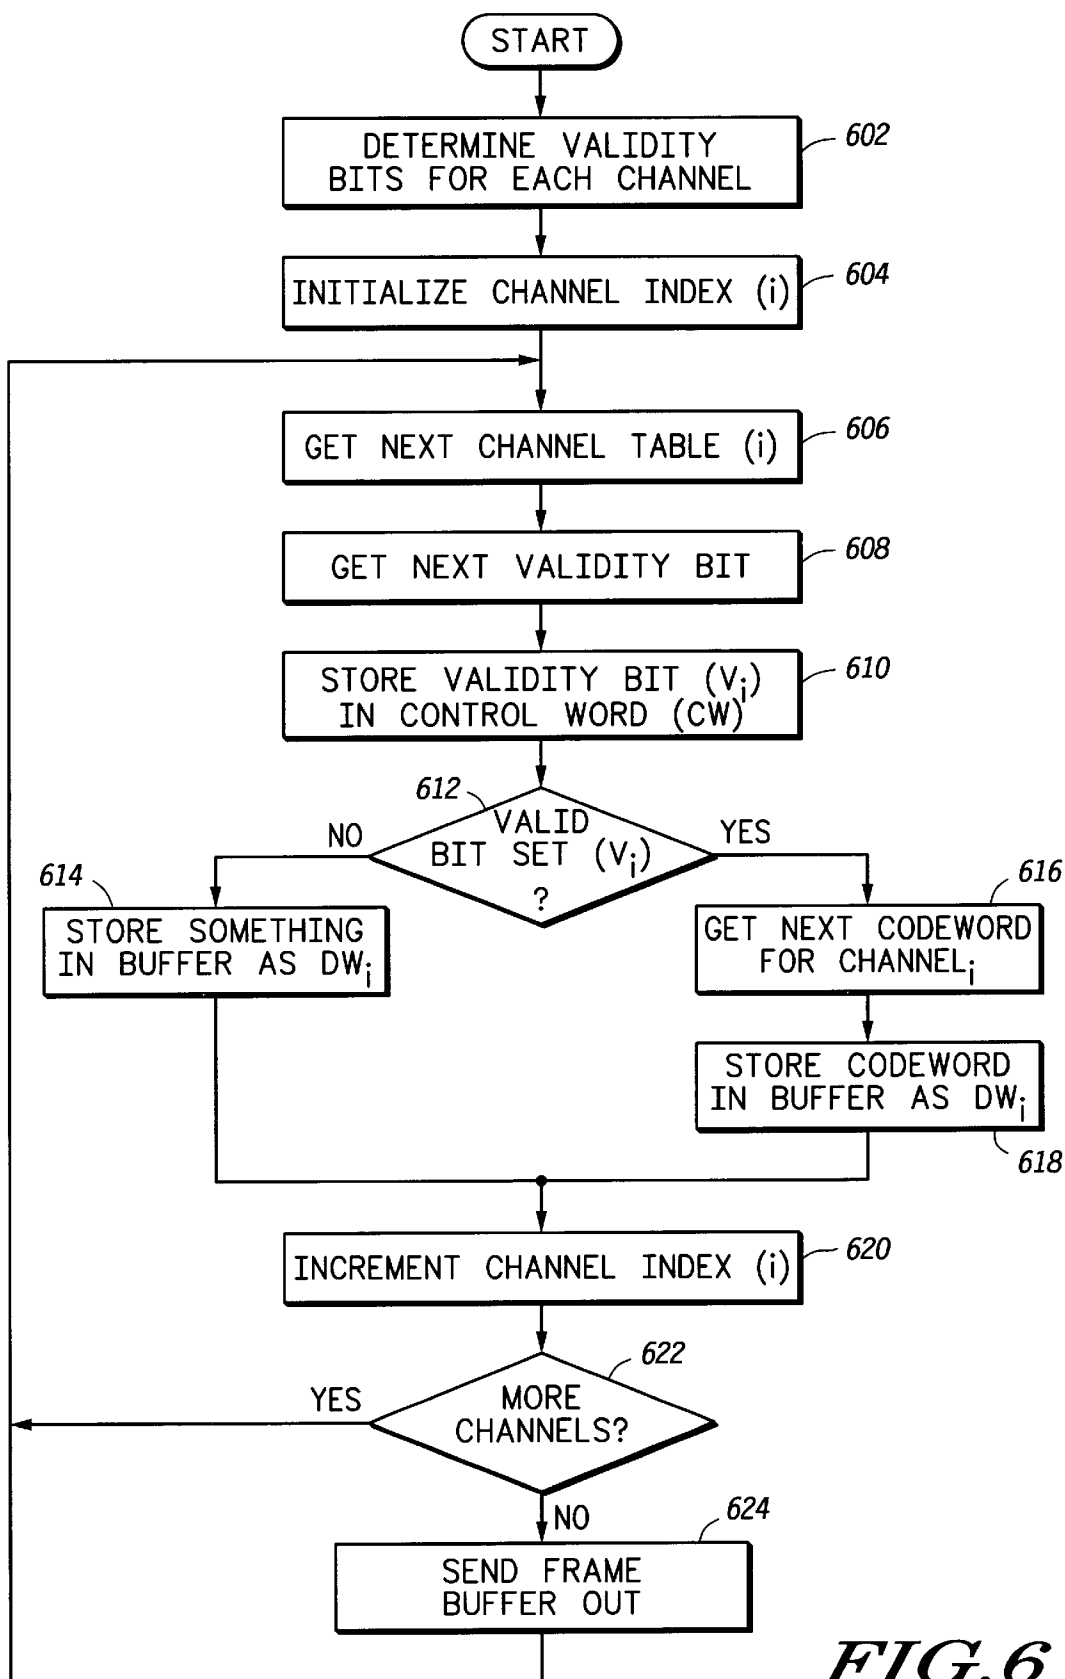 START
DETERMINE VALIDITY
BITS FOR EACH CHANNEL
602
INITIALIZE CHANNEL INDEX (i)
604
GET NEXT CHANNEL TABLE (i)
606
GET NEXT VALIDITY BIT
608
STORE VALIDITY BIT (Vi)
IN CONTROL WORD (CW)
610
612
VALID
BIT SET (Vi)
?
NO
YES
614
STORE SOMETHING
IN BUFFER AS DWi
616
GET NEXT CODEWORD
FOR CHANNELi
STORE CODEWORD
IN BUFFER AS DWi
618
INCREMENT CHANNEL INDEX (i)
620
622
MORE
CHANNELS?
YES
NO
624
SEND FRAME
BUFFER OUT
FIG.6